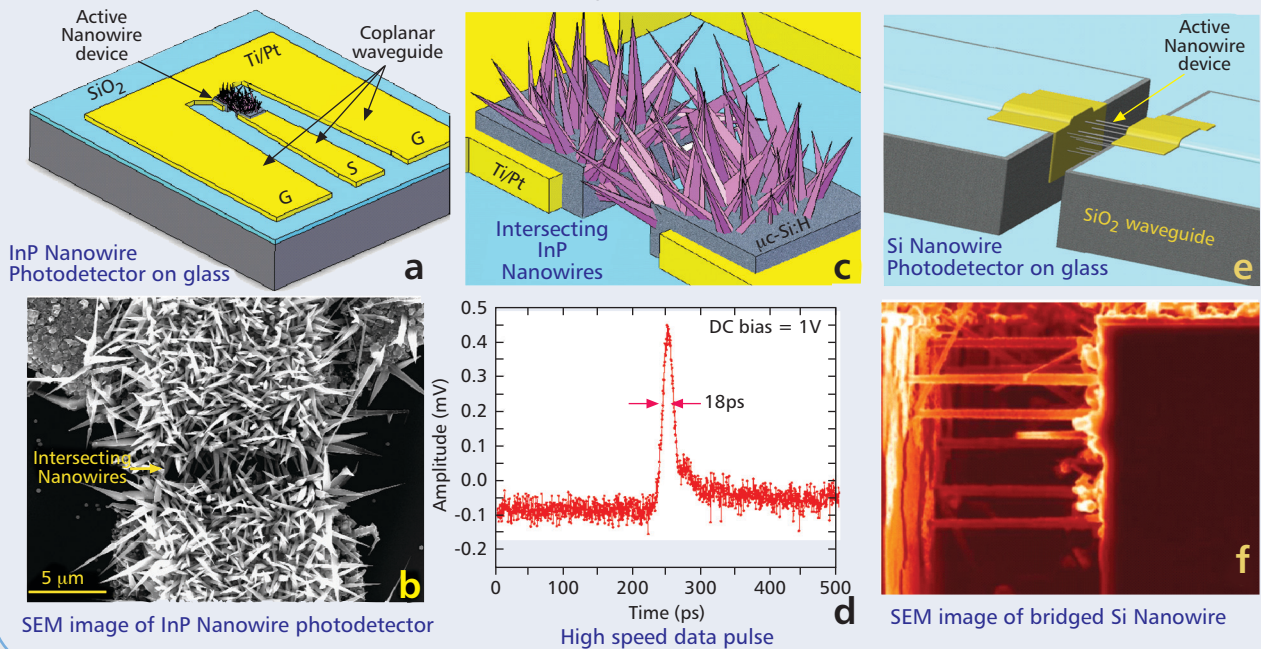 Active
Nanowire
device
Coplanar
waveguide
Ti/Pt
SiO2
G
S
G
InP Nanowire
Photodetector on glass
a
Ti/Pt
Intersecting
InP
Nanowires
μc-Si:H
c
Active
Nanowire
device
SiO2 waveguide
Si Nanowire
Photodetector on glass
e
Intersecting
Nanowires
5 μm
b
SEM image of InP Nanowire photodetector
0.5
0.4
0.3
0.2
0.1
0.0
-0.1
-0.2
Amplitude (mV)
DC bias = 1V
18ps
0
100
200
300
400
500
Time (ps)
d
High speed data pulse
f
SEM image of bridged Si Nanowire